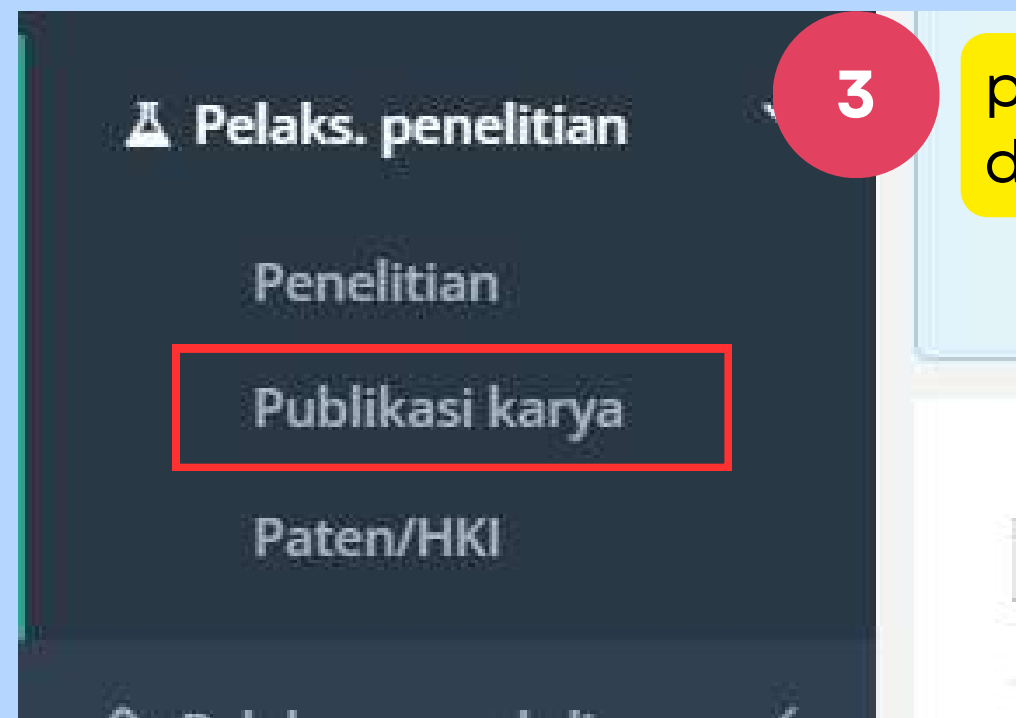 Pelaks. penelitian
3
Penelitian
Publikasi karya
Paten/HKI